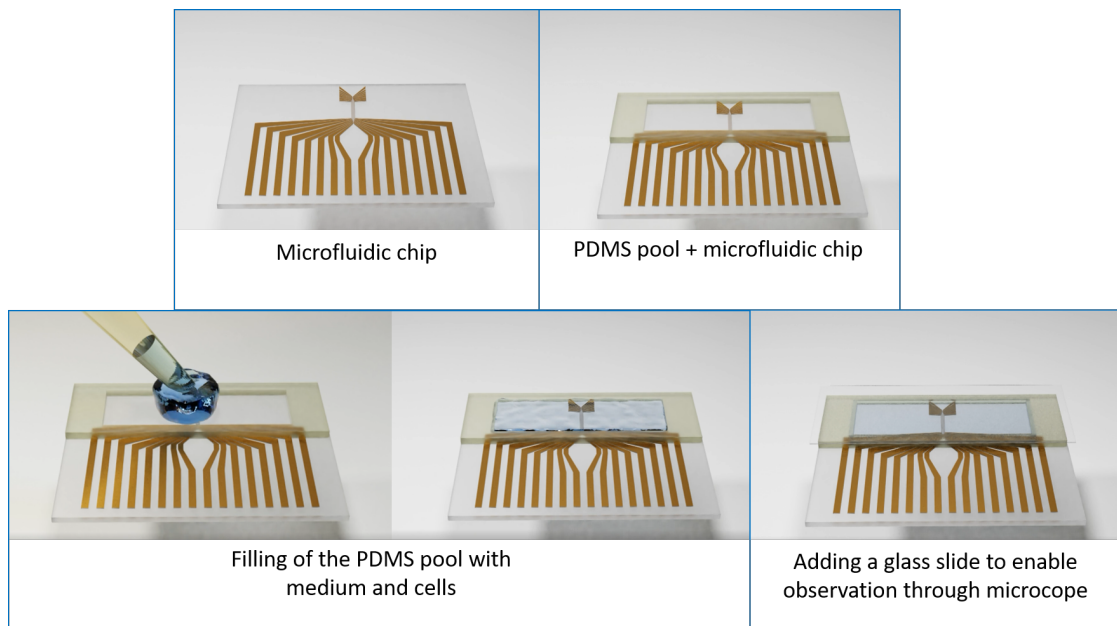 Microfluidic chip
PDMS pool + microfluidic chip
Filling of the PDMS pool with
medium and cells
Adding a glass slide to enable
observation through microcope